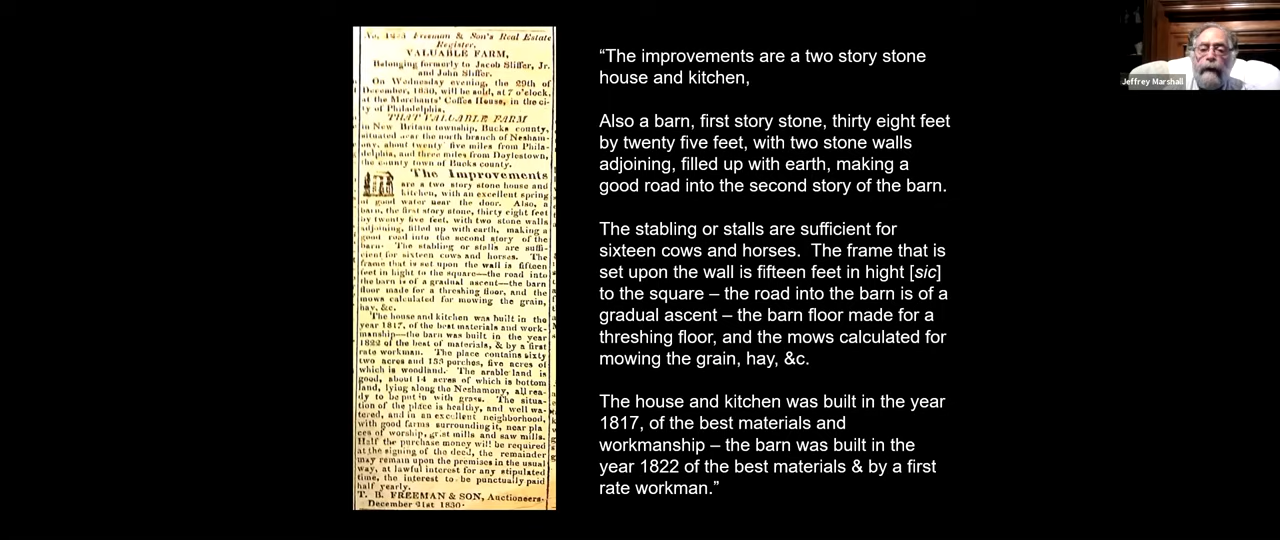 No. 1273 Freeman & Son's Real Estate
Register.
VALUABLE FARM,
Belonging formerly to Jacob Sliffer, Jr.
and John Sliffer.
On Wednesday evening, the 29th of
December, 1830, will be sold, at 7 o'clock,
at the Merchants' Coffee House, in the ci-
ty of Philadelphia,
THAT VALUABLE FARM
in New Britain township, Bucks county,
situated near the north branch of Nesham-
ony, about twenty five miles from Phila-
delphia, and three miles from Doylestown,
the county town of Bucks county.
The Improvements
are a two story stone house and
kitchen, with an excellent spring
of good water near the door. Also, a
barn, the first story stone, thirty eight feet
by twenty five feet, with two stone walls
adjoining, filled up with earth, making a
good road into the second story of the
barn. The stabling or stalls are suffi-
cient for sixteen cows and horses. The
frame that is set upon the wall is fifteen
feet in hight to the square—the road into
the barn is of a gradual ascent—the barn
floor made for a threshing floor, and the
mows calculated for mowing the grain,
hay, &c.
The house and kitchen was built in the
year 1817, of the best materials and work-
manship—the barn was built in the year
1822 of the best of materials, & by a first
rate workman. The place contains sixty
two acres and 153 perches, five acres of
which is woodland. The arable land is
good, about 14 acres of which is bottom
land, lying along the Neshamony, all rea-
dy to be put in with grass. The situa-
tion of the place is healthy, and well wa-
tered, and in an excellent neighborhood,
with good farms surrounding it, near pla-
ces of worship, grist mills and saw mills.
Half the purchase money will be required
at the signing of the deed, the remainder
may remain upon the premises in the usual
way, at lawful interest for any stipulated
time, the interest to be punctually paid
half yearly.
T. B. FREEMAN & SON, Auctioneers.
December 21st 1830.
“The improvements are a two story stone
house and kitchen,
Also a barn, first story stone, thirty eight feet
by twenty five feet, with two stone walls
adjoining, filled up with earth, making a
good road into the second story of the barn.
The stabling or stalls are sufficient for
sixteen cows and horses. The frame that is
set upon the wall is fifteen feet in hight [sic]
to the square – the road into the barn is of a
gradual ascent – the barn floor made for a
threshing floor, and the mows calculated for
mowing the grain, hay, &c.
The house and kitchen was built in the year
1817, of the best materials and
workmanship – the barn was built in the
year 1822 of the best materials & by a first
rate workman.”
Jeffrey Marshall